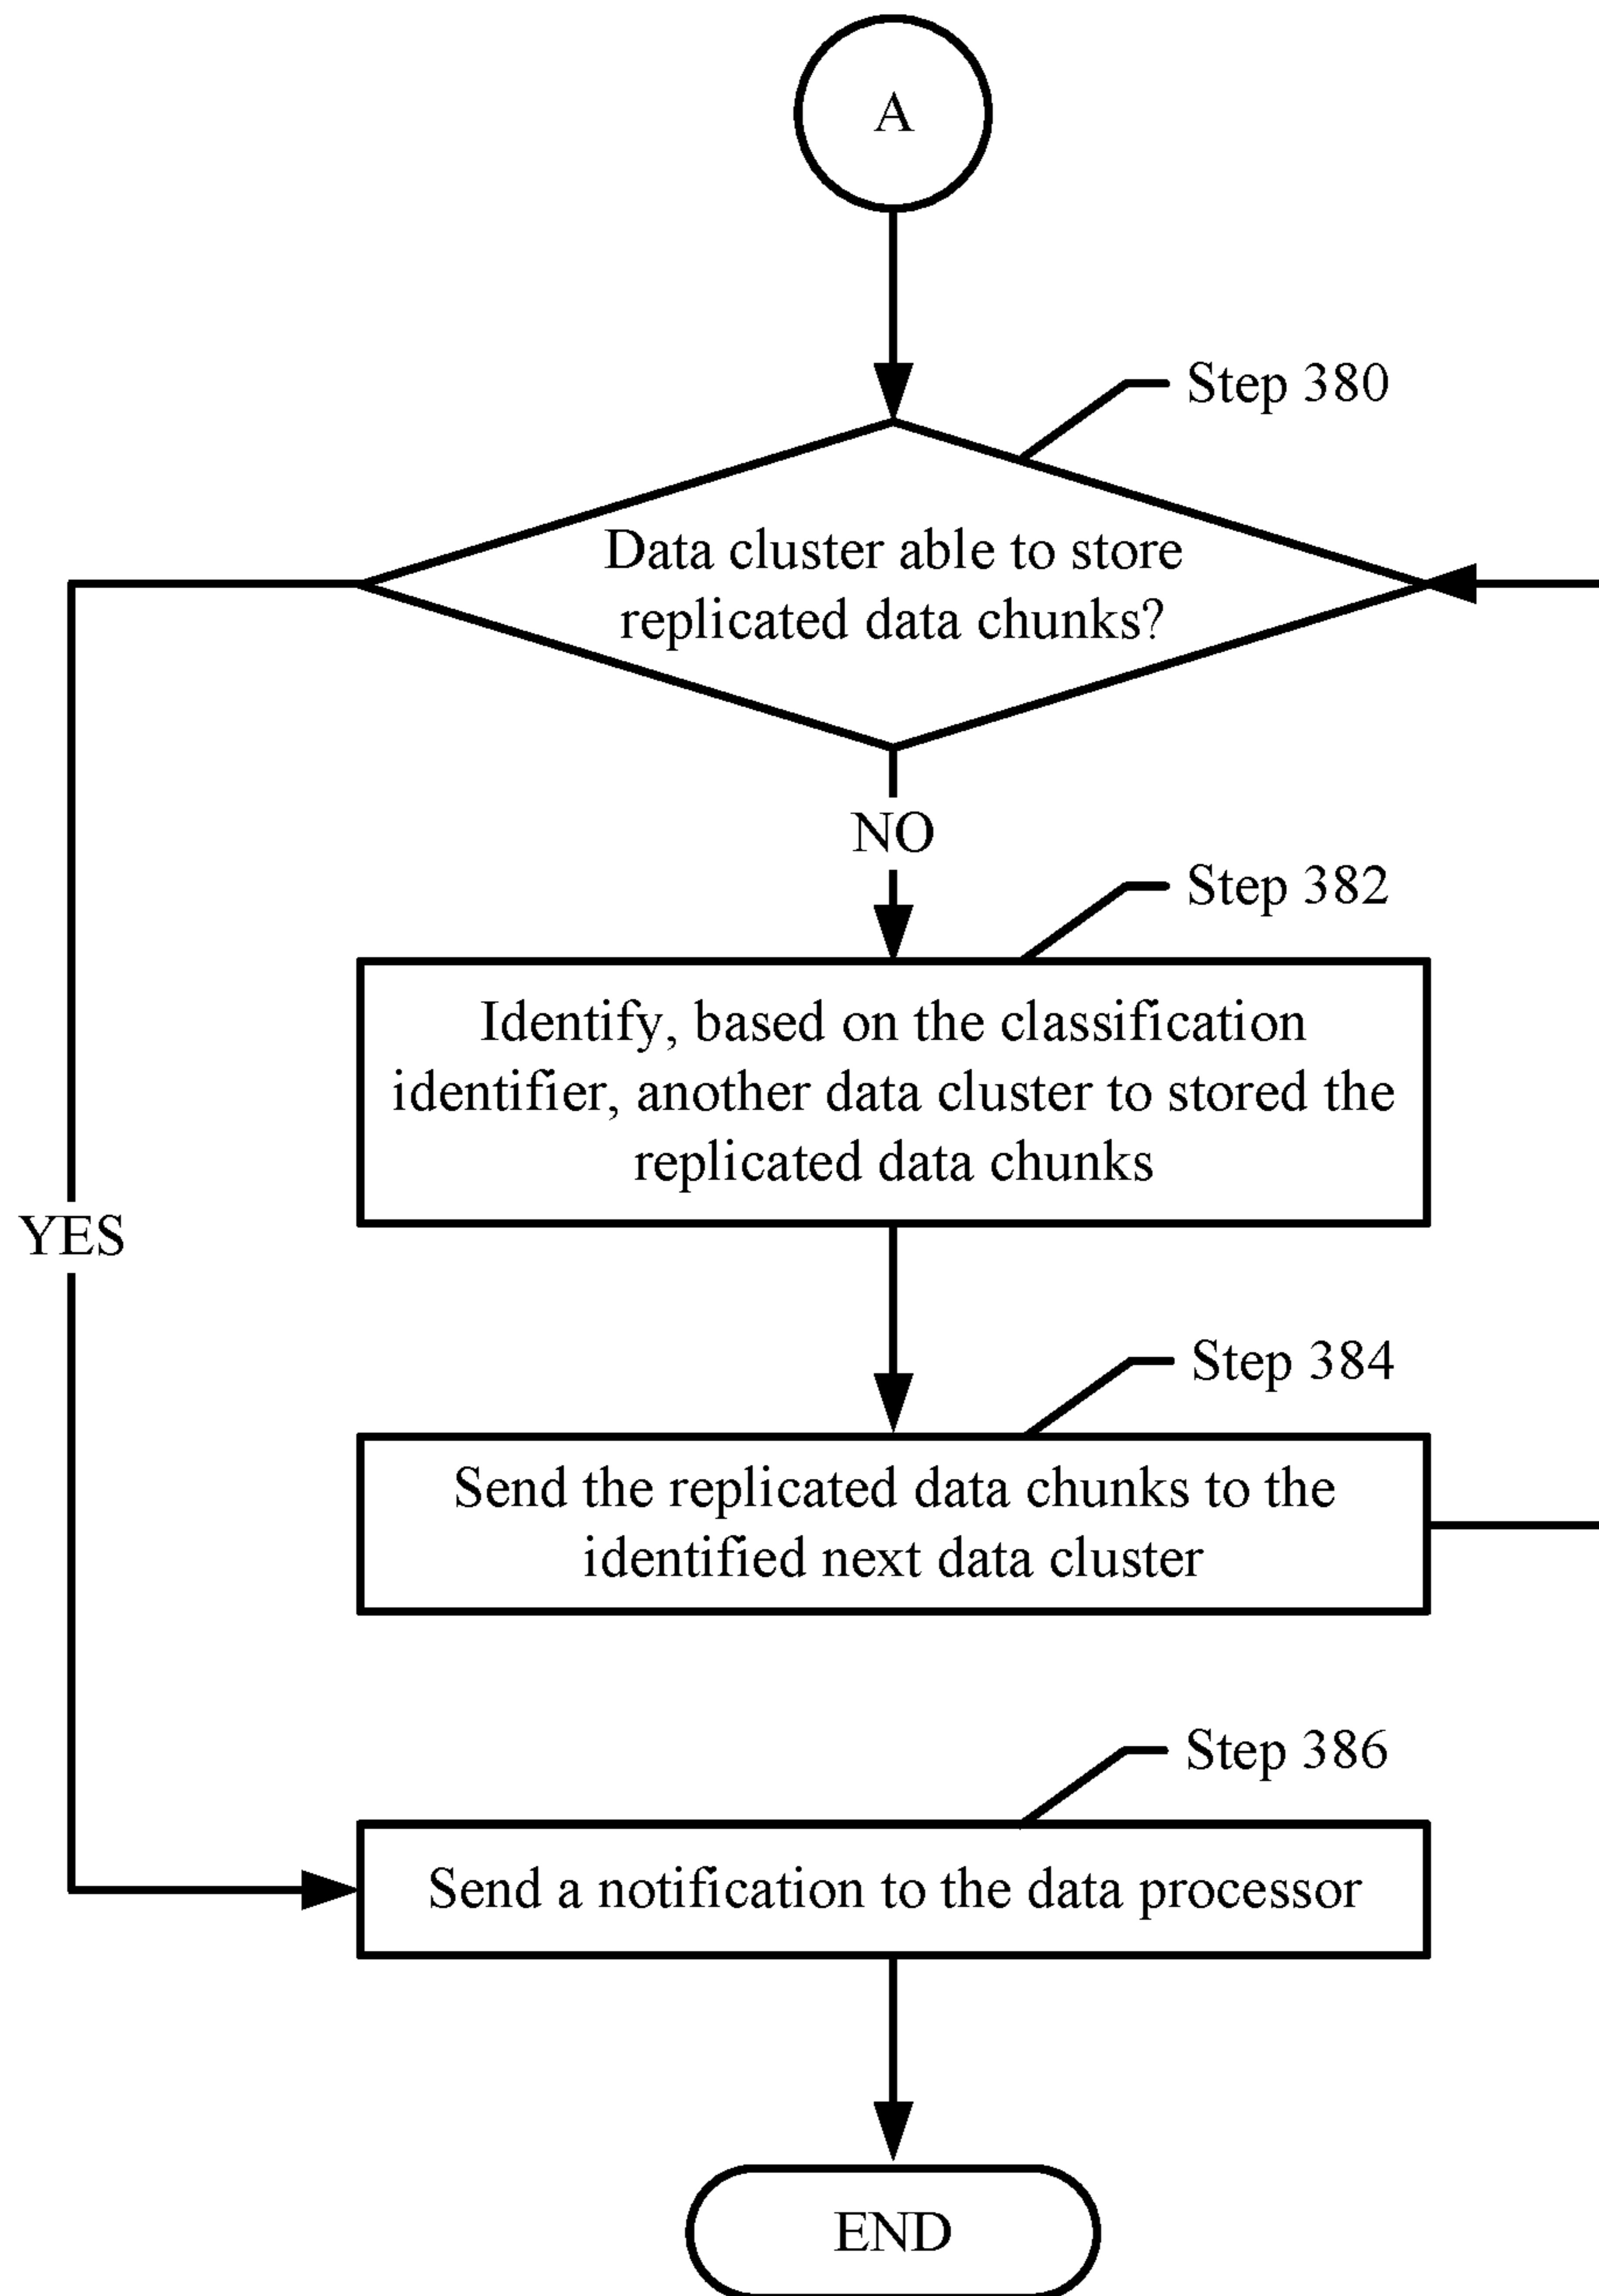 A
Step 380
Data cluster able to store
replicated data chunks?
NO
Step 382
Identify, based on the classification
identifier, another data cluster to stored the
replicated data chunks
YES
Step 384
Send the replicated data chunks to the
identified next data cluster
Step 386
Send a notification to the data processor
END